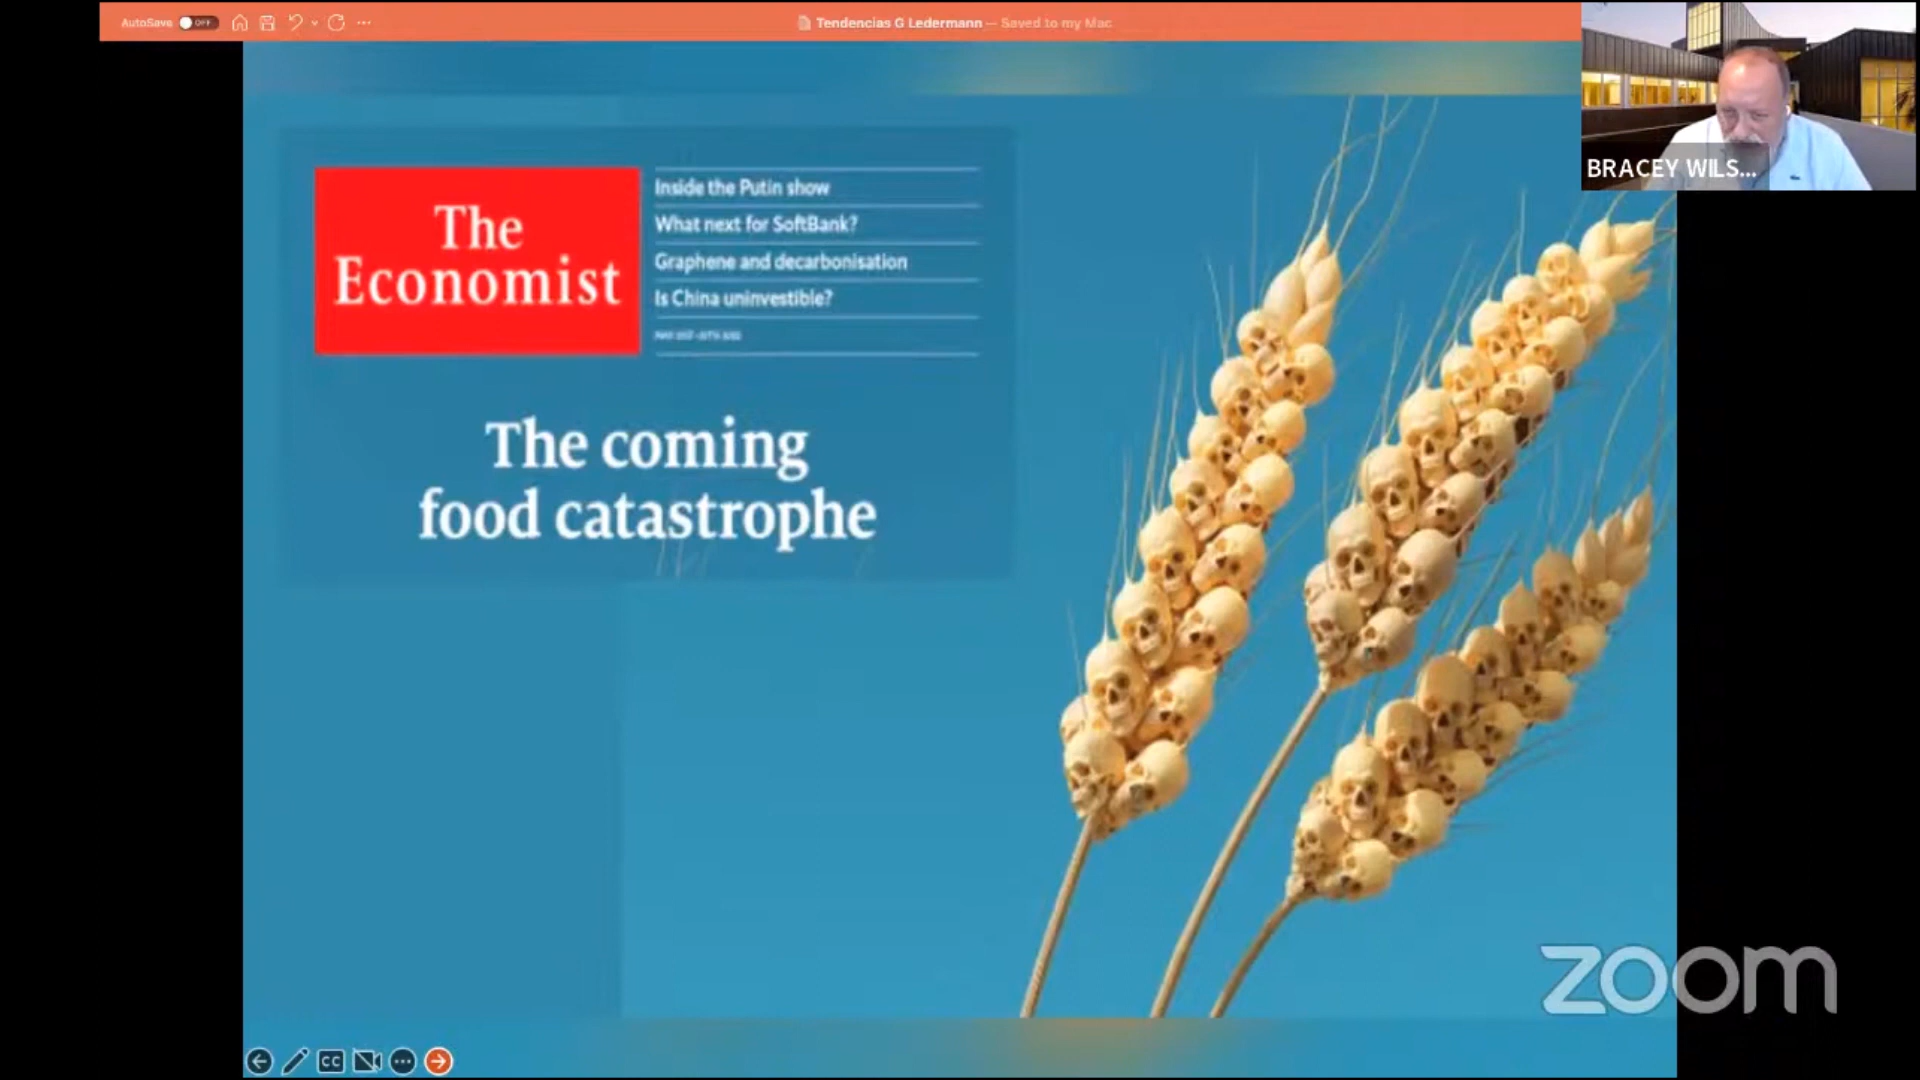 AutoSave OFF
Tendencias G Ledermann — Saved to my Mac
BRACEY WILS...
The
Economist
Inside the Putin show
What next for SoftBank?
Graphene and decarbonisation
Is China uninvestible?
The coming
food catastrophe
zoom
CC